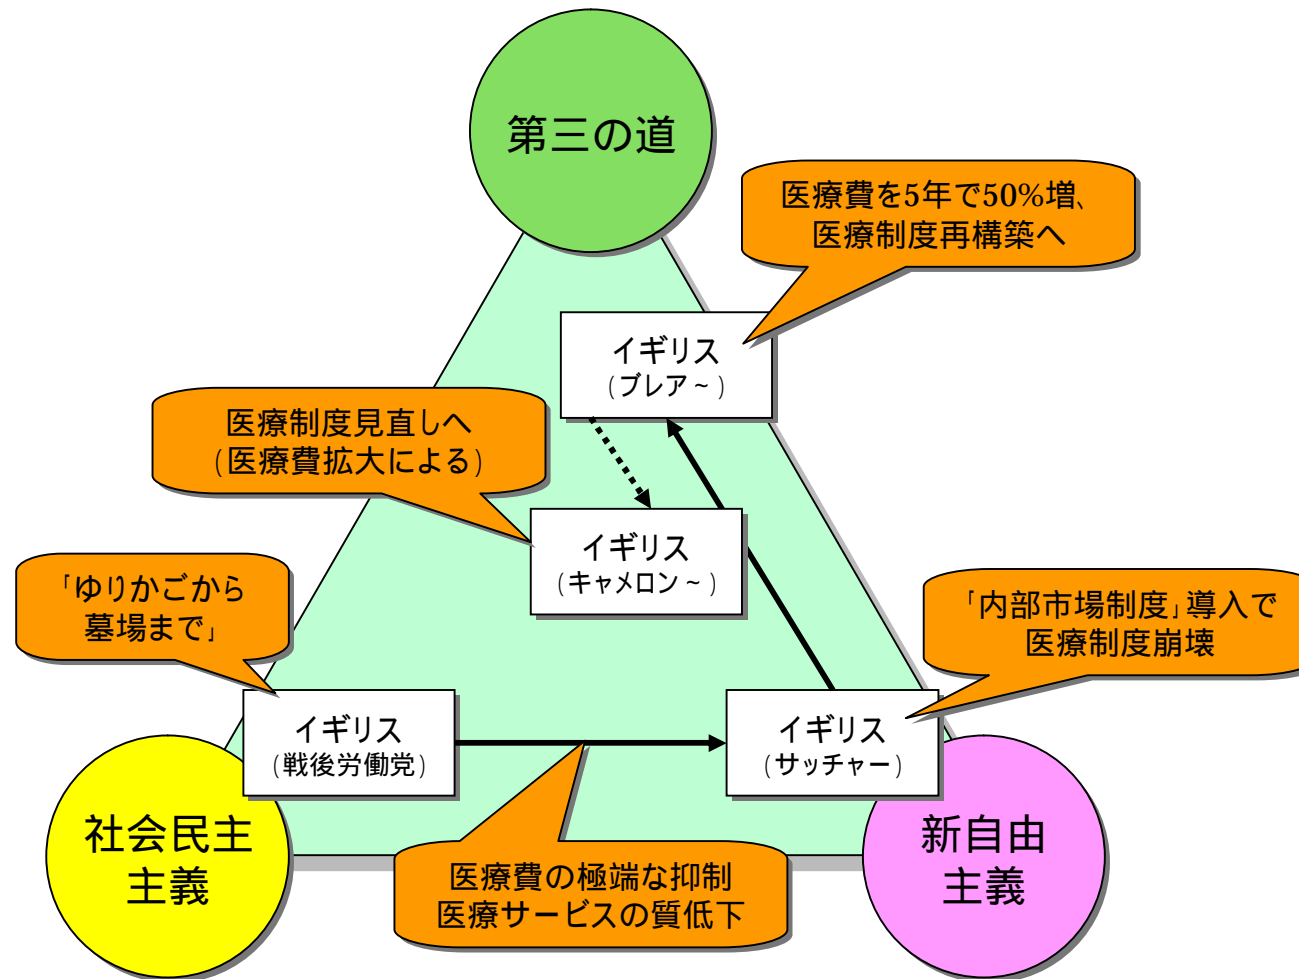 第三の道
医療費を5年で50%増、
医療制度再構築へ
イギリス
(ブレア~)
医療制度見直しへ
(医療費拡大による)
イギリス
(キャメロン~)
「ゆりかごから
墓場まで」
「内部市場制度」導入で
医療制度崩壊
イギリス
(戦後労働党)
イギリス
(サッチャー)
社会民主
主義
医療費の極端な抑制
医療サービスの質低下
新自由
主義